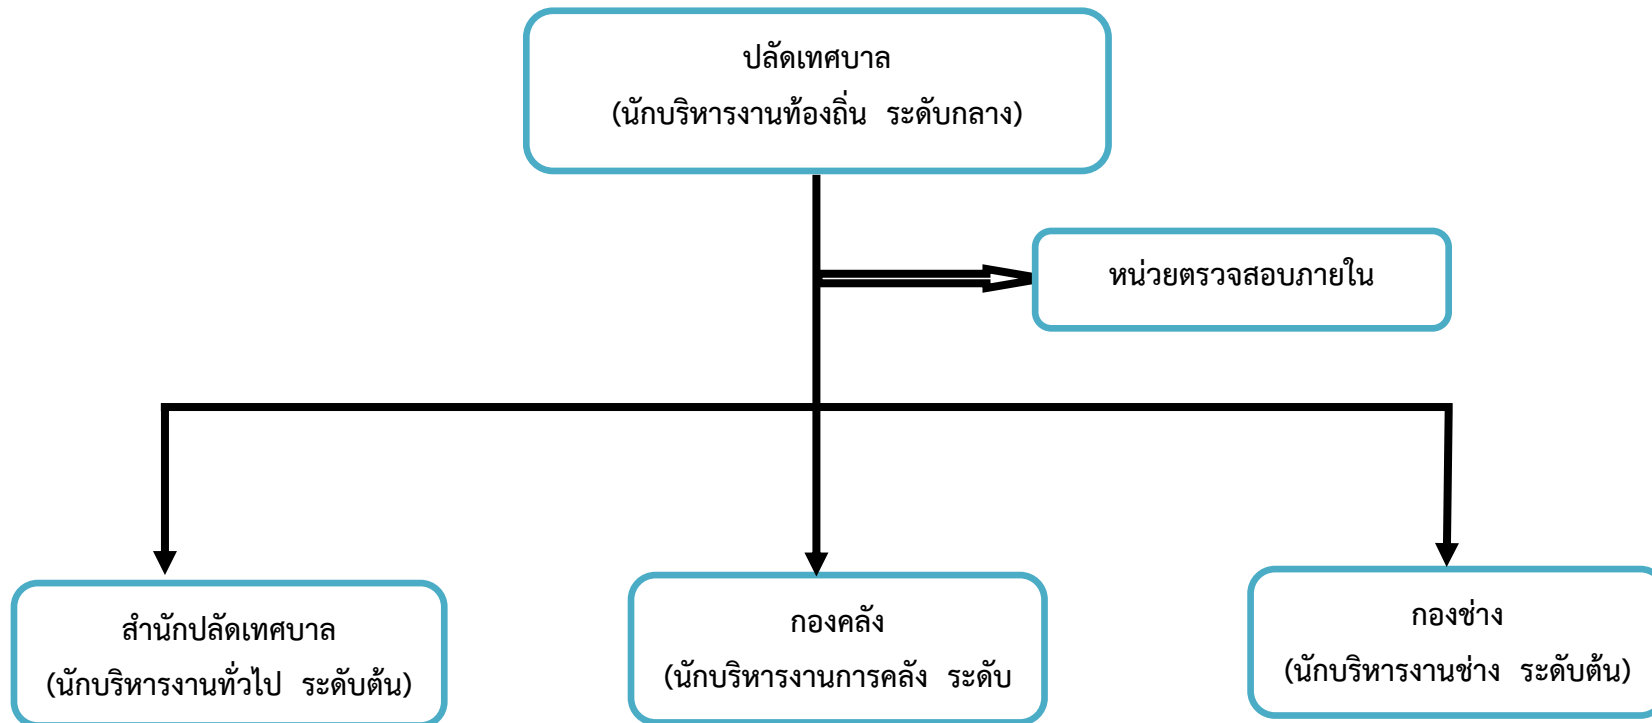 ปลัดเทศบาล
(นักบริหารงานท้องถิ่น ระดับกลาง)
หน่วยตรวจสอบภายใน
สำนักปลัดเทศบาล
(นักบริหารงานทั่วไป ระดับต้น)
กองคลัง
(นักบริหารงานการคลัง ระดับ
กองช่าง
(นักบริหารงานช่าง ระดับต้น)